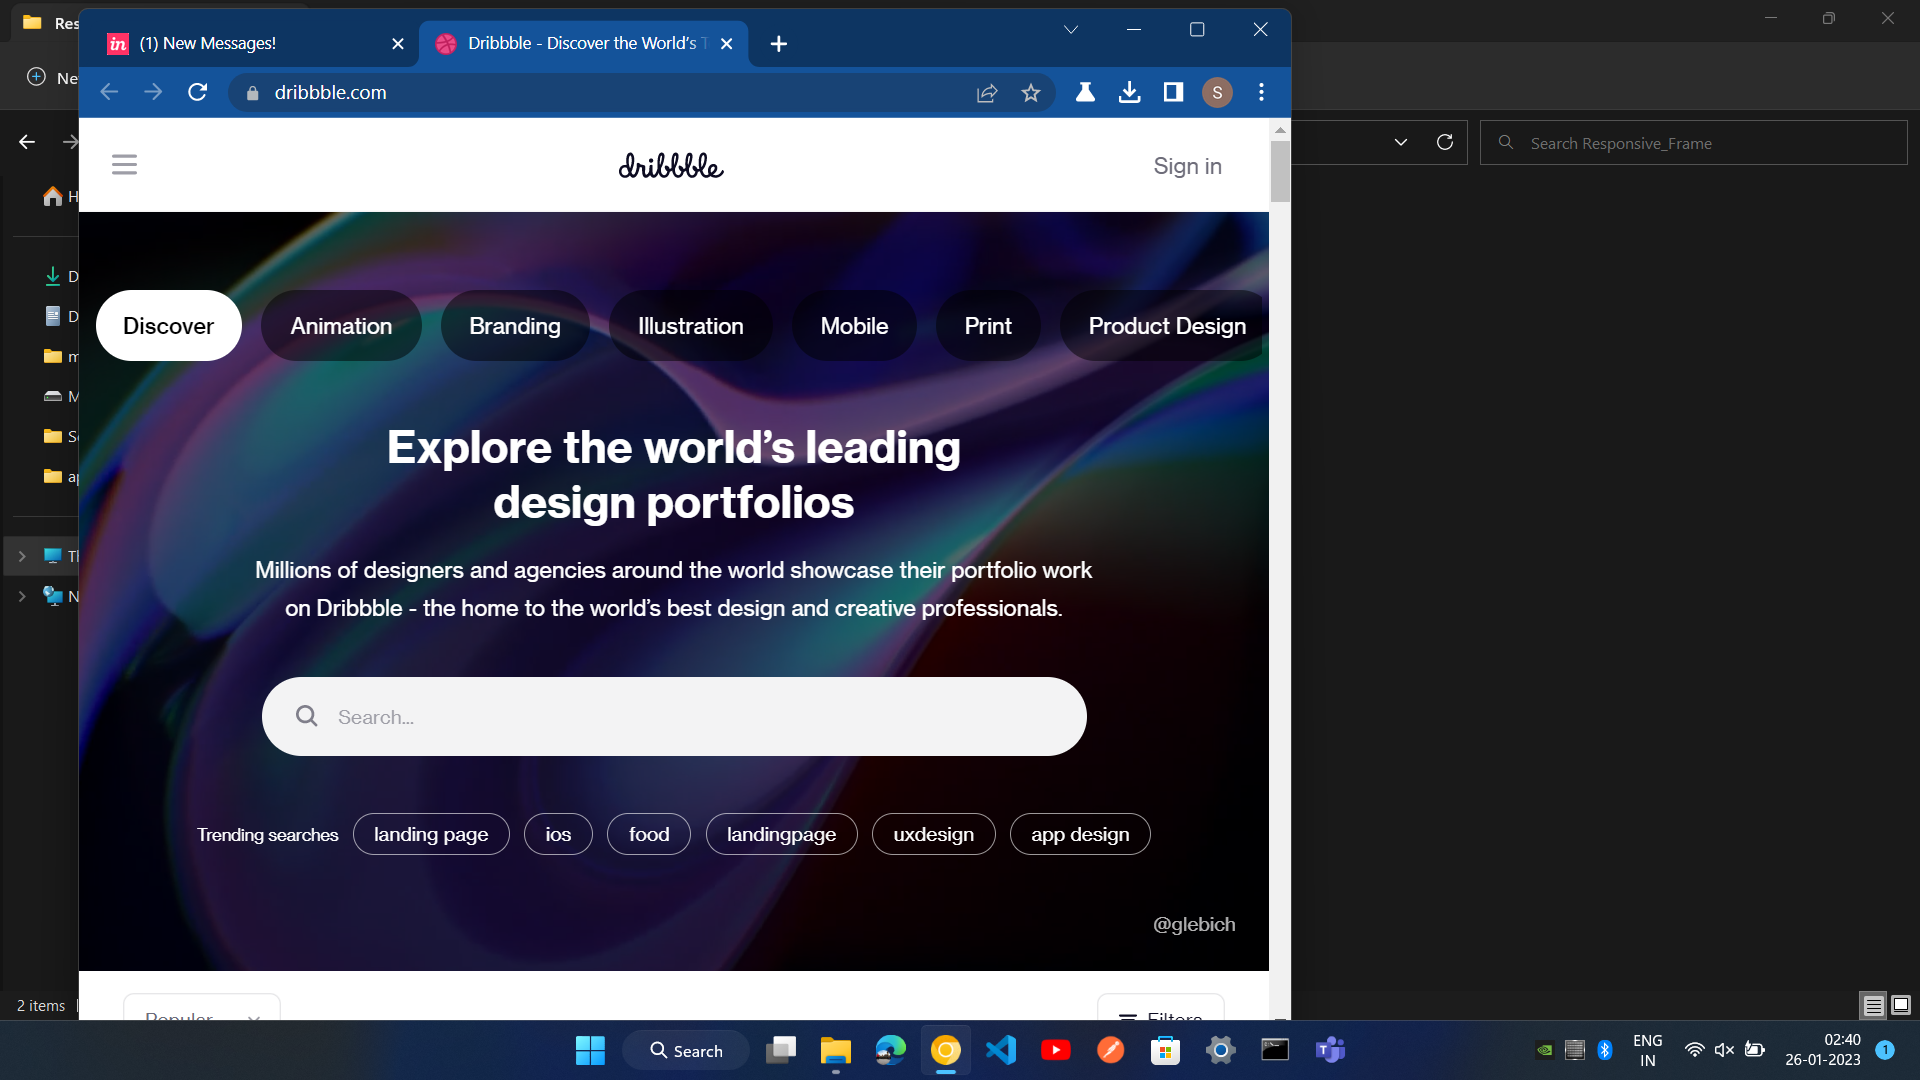 (1) New Messages!
Dribbble - Discover the World's
dribbble.com
S
Search Responsive_Frame
dribbble
Sign in
Discover
Animation
Branding
Illustration
Mobile
Print
Product Design
Explore the world's leading
design portfolios
Millions of designers and agencies around the world showcase their portfolio work
on Dribbble - the home to the world's best design and creative professionals.
Search...
Trending searches
landing page
ios
food
landingpage
uxdesign
app design
@glebich
2 items
Popular
Filters
Search
ENG
IN
02:40
26-01-2023
1